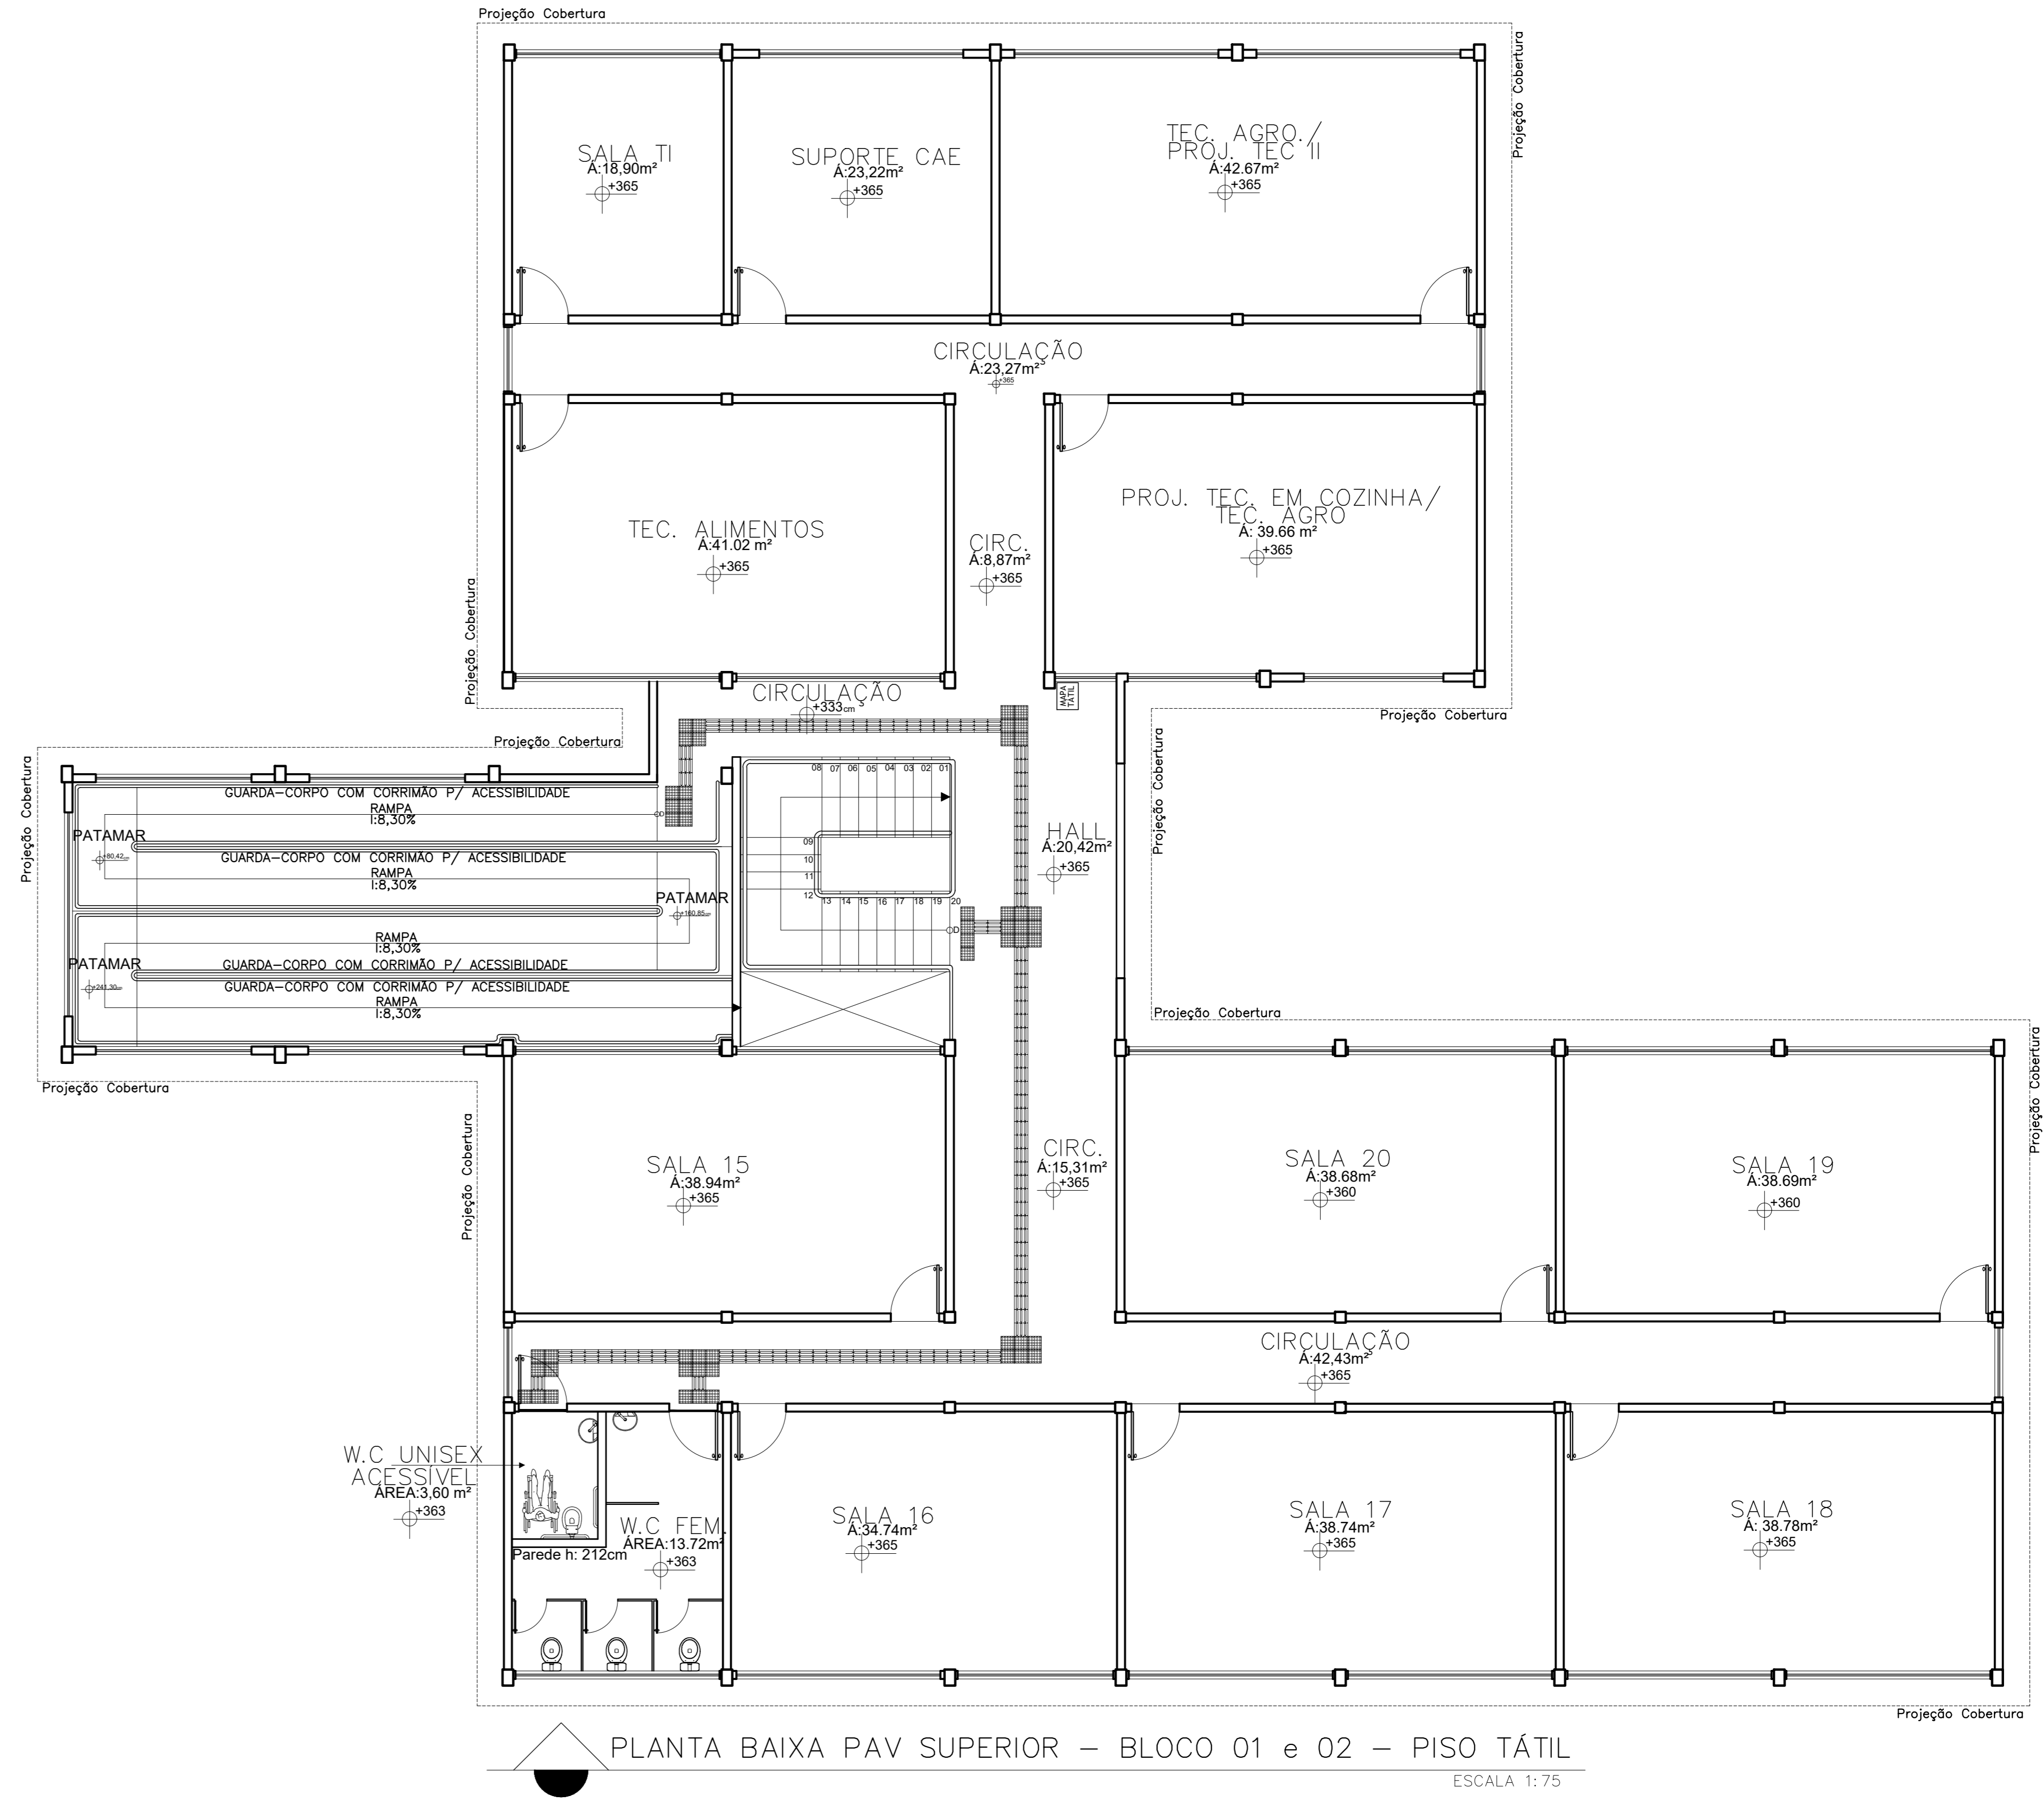 Projeção Cobertura
Projeção Cobertura
SALA TI
Á:18,90m²
+365
SUPORTE CAE
Á:23,22m²
+365
TEC. AGRO./
PROJ. TEC II
Á:42.67m²
+365
CIRCULAÇÃO
Á:23,27m²
+365
TEC. ALIMENTOS
Á:41.02 m²
+365
CIRC.
Á:8,87m²
+365
PROJ. TEC. EM COZINHA/
TEC. AGRO
Á: 39.66 m²
+365
Projeção Cobertura
CIRCULAÇÃO
+333cm
MAPA
TÁTIL
Projeção Cobertura
Projeção Cobertura
Projeção Cobertura
Projeção Cobertura
GUARDA-CORPO COM CORRIMÃO P/ ACESSIBILIDADE
RAMPA
I:8,30%
D
PATAMAR
+80,42cm
GUARDA-CORPO COM CORRIMÃO P/ ACESSIBILIDADE
RAMPA
I:8,30%
PATAMAR
+160,85cm
RAMPA
I:8,30%
PATAMAR
+241,30cm
GUARDA-CORPO COM CORRIMÃO P/ ACESSIBILIDADE
GUARDA-CORPO COM CORRIMÃO P/ ACESSIBILIDADE
RAMPA
I:8,30%
08 07 06 05 04 03 02 01
09
10
11
12
13 14 15 16 17 18 19 20
D
HALL
Á:20,42m²
+365
Projeção Cobertura
Projeção Cobertura
Projeção Cobertura
Projeção Cobertura
SALA 15
Á:38.94m²
+365
CIRC.
Á:15,31m²
+365
SALA 20
Á:38.68m²
+360
SALA 19
Á:38.69m²
+360
CIRCULAÇÃO
Á:42,43m²
+365
W.C UNISEX
ACESSÍVEL
ÁREA:3,60 m²
+363
W.C FEM.
ÁREA:13.72m²
+363
Parede h: 212cm
SALA 16
Á:34.74m²
+365
SALA 17
Á:38.74m²
+365
SALA 18
Á: 38.78m²
+365
Projeção Cobertura
PLANTA BAIXA PAV SUPERIOR – BLOCO 01 e 02 – PISO TÁTIL
ESCALA 1:75